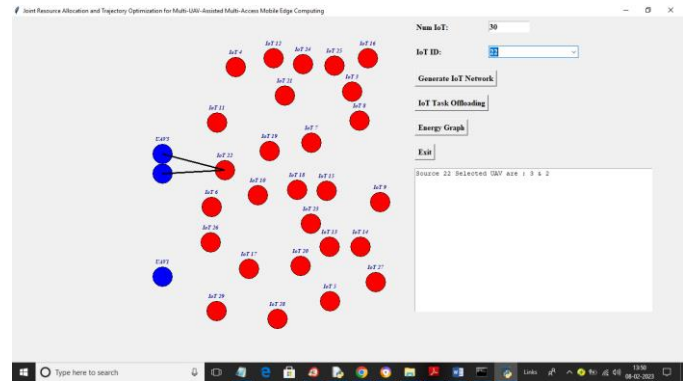 Joint Resource Allocation and Trajectory Optimization for Multi-UAV-Assisted Multi-Access Mobile Edge Computing
Num IoT: 30
IoT ID: 22
Generate IoT Network
IoT Task Offloading
Energy Graph
Exit
Source 22 Selected UAV are : 3 & 2
IoT 12
IoT 16
IoT 4
IoT 24
IoT 25
IoT 21
IoT 5
IoT 11
IoT 8
IoT 7
UAV3
IoT 19
IoT 22
IoT 10
IoT 18
IoT 15
IoT 9
IoT 6
IoT 26
IoT 14
IoT 17
IoT 20
UAV1
IoT 27
IoT 3
IoT 29
IoT 28
Type here to search
Links
13:50
08-02-2023